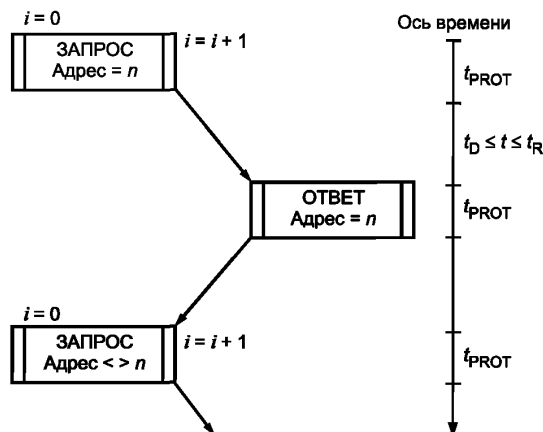 i = 0
Ось времени
ЗАПРОС
Адрес = n
i = i + 1
tPROT
tD ≤ t ≤ tR
ОТВЕТ
Адрес = n
tPROT
i = 0
ЗАПРОС
Адрес < > n
i = i + 1
tPROT